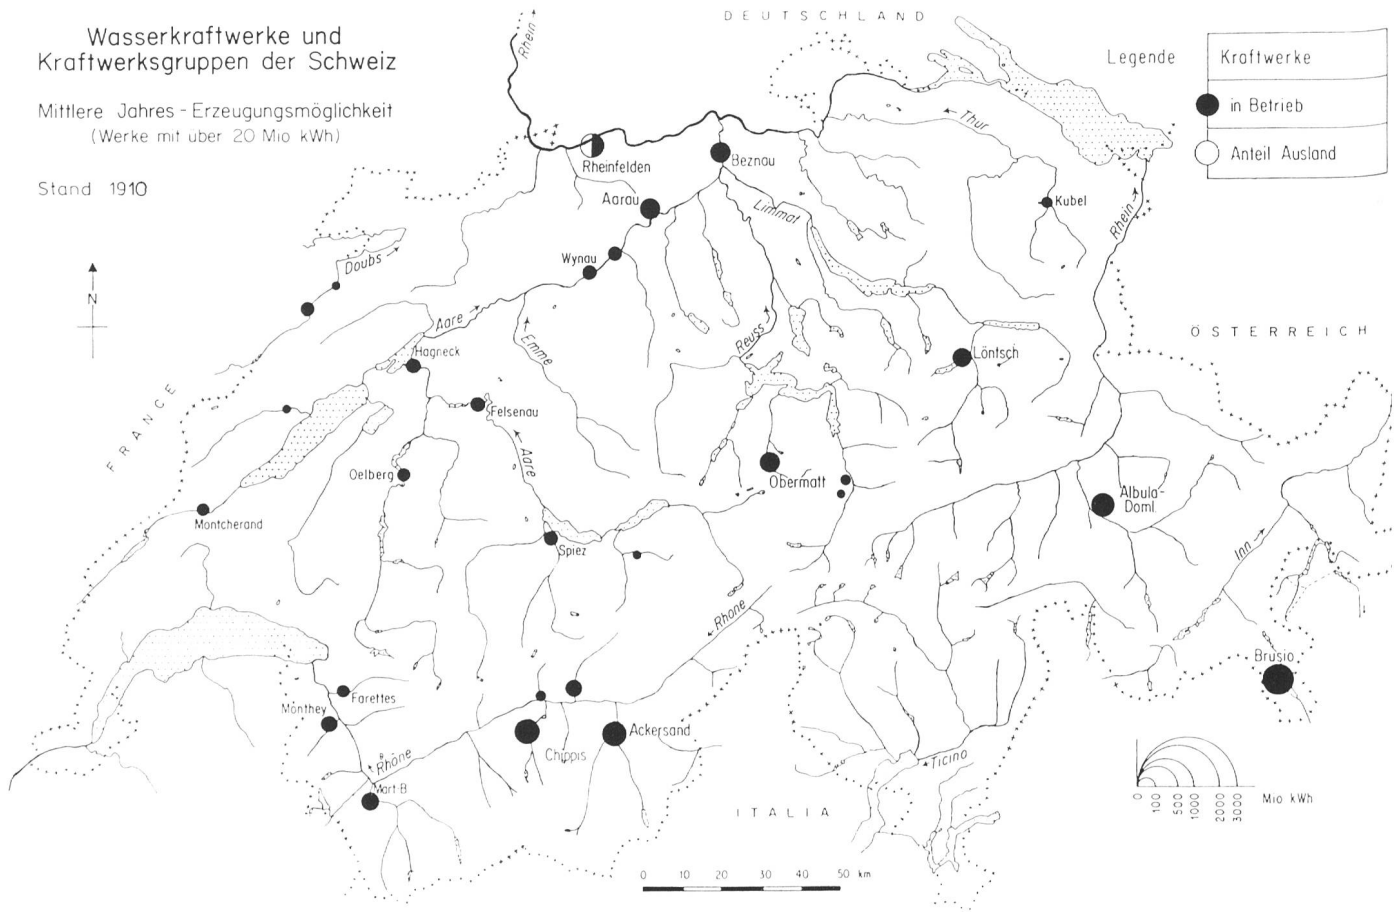 Wasserkraftwerke und
Kraftwerksgruppen der Schweiz
Mittlere Jahres-Erzeugungsmöglichkeit
(Werke mit uber 20 Mio kWh)
Stand 1910
N
DEUTSCHLAND
Legende
Kraftwerke
in Betrieb
Anteil Ausland
Rhein
Thur
Rheinfelden
Beznau
Aarau
Limmat
Kubel
Rhein
Wynau
Doubs
Aare
Emme
Reuss
ÖSTERREICH
Hagneck
Löntsch
FRANCE
Felsenau
Aare
Oelberg
Obermatt
Albula-
Doml.
Montcherand
Spiez
Inn
Rhone
Brusio
Farettes
Monthey
Ackersand
Chippis
Rhône
Ticino
Mart-B
ITALIA
0 100 500 1000 2000 3000
Mio kWh
0 10 20 30 40 50 km